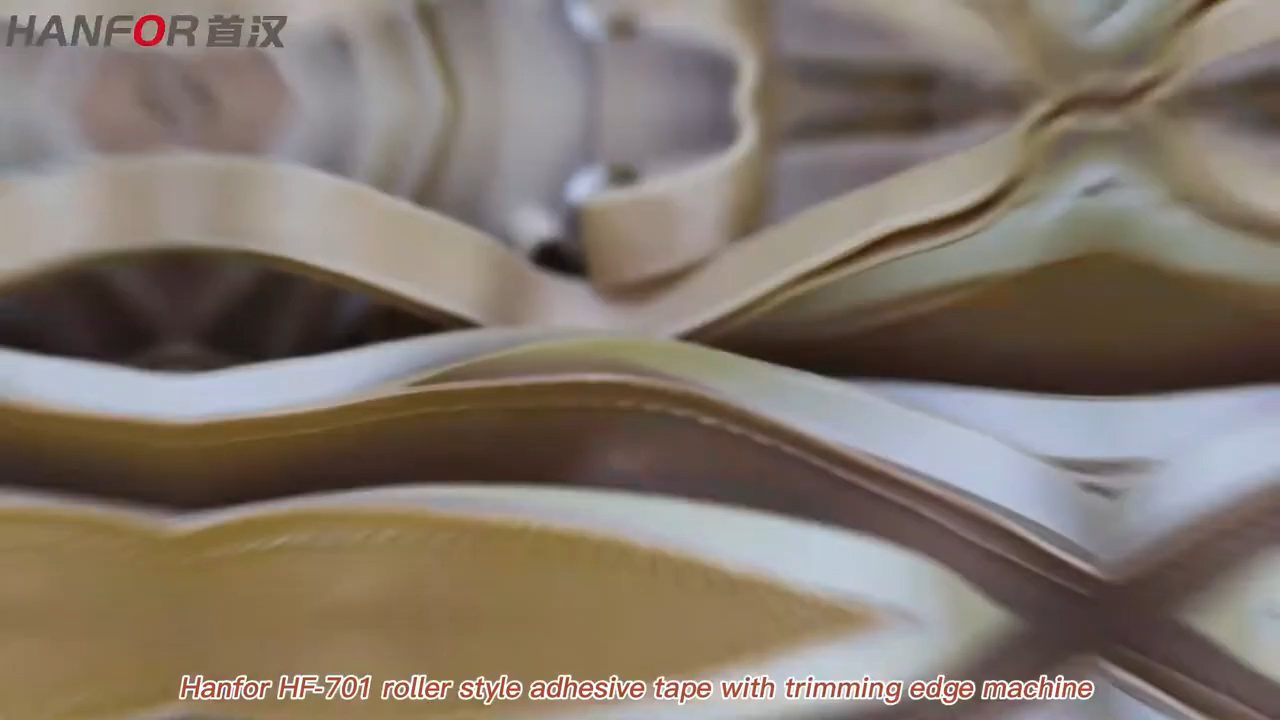 HANFOR 首汉
Hanfor HF-701 roller style adhesive tape with trimming edge machine